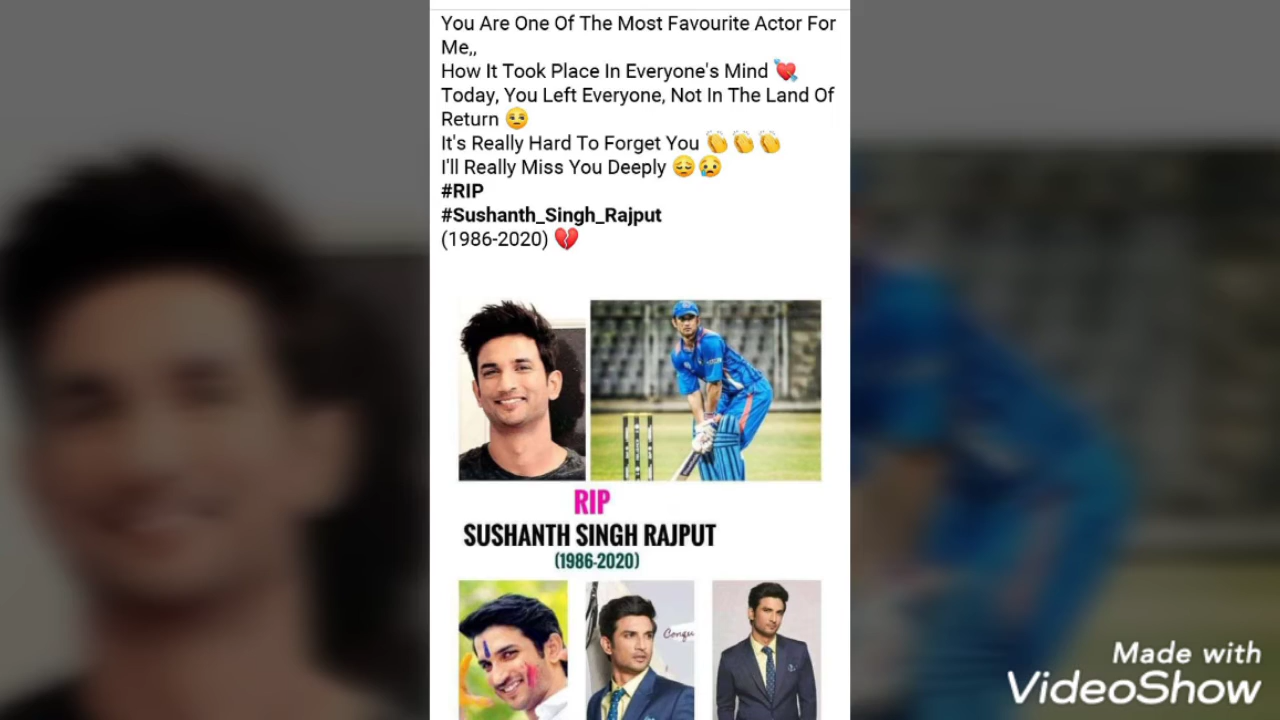 You Are One Of The Most Favourite Actor For
Me,,
How It Took Place In Everyone's Mind 💘
Today, You Left Everyone, Not In The Land Of
Return 😒
It's Really Hard To Forget You 👏👏👏
I'll Really Miss You Deeply 😔😢
#RIP
#Sushanth_Singh_Rajput
(1986-2020) 💔
RIP
SUSHANTH SINGH RAJPUT
(1986-2020)
Made with
VideoShow